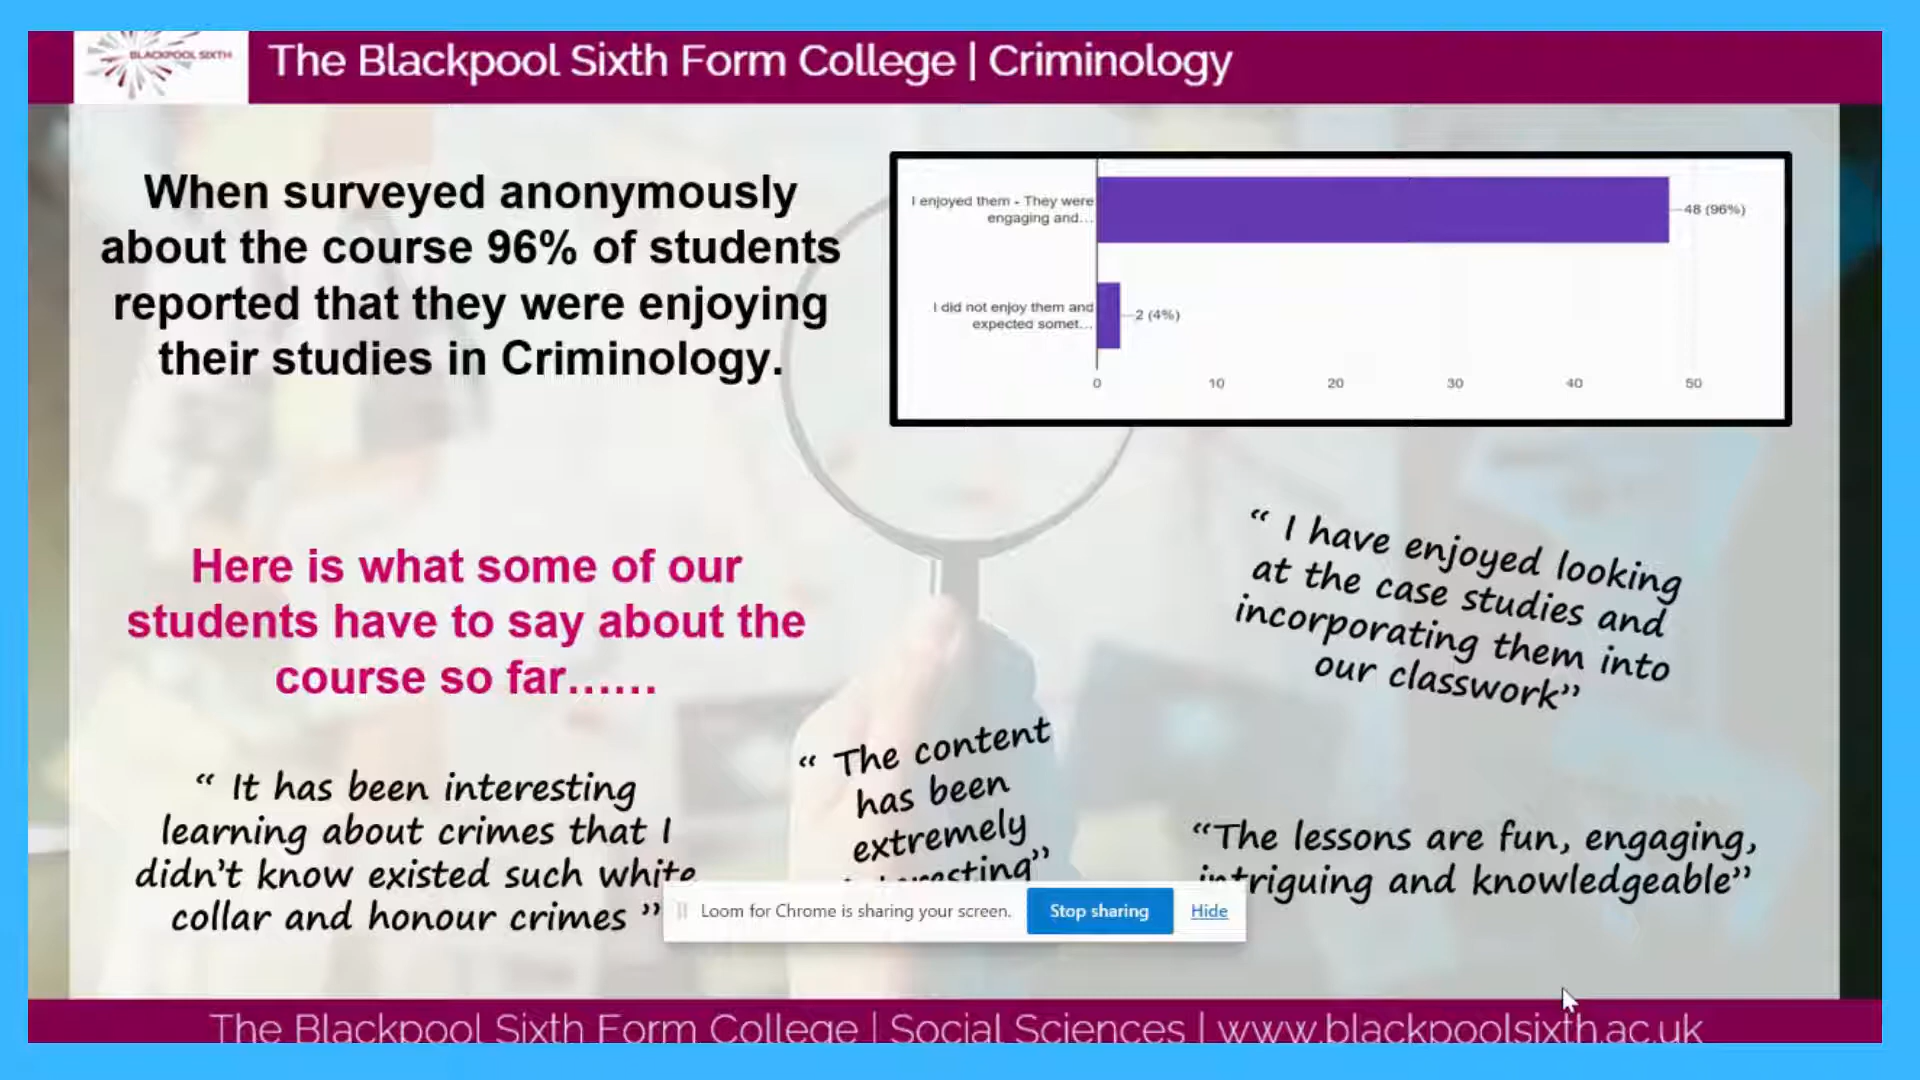 BLACKPOOL SIXTH
The Blackpool Sixth Form College | Criminology
When surveyed anonymously
about the course 96% of students
reported that they were enjoying
their studies in Criminology.
I enjoyed them - They were
engaging and...
48 (96%)
I did not enjoy them and
expected somet...
2 (4%)
0 10 20 30 40 50
Here is what some of our
students have to say about the
course so far......
“ I have enjoyed looking
at the case studies and
incorporating them into
our classwork”
“ It has been interesting
learning about crimes that I
didn’t know existed such white
collar and honour crimes ”
“ The content
has been
extremely
interesting”
“The lessons are fun, engaging,
intriguing and knowledgeable”
Loom for Chrome is sharing your screen. Stop sharing Hide
The Blackpool Sixth Form College | Social Sciences | www.blackpoolsixth.ac.uk